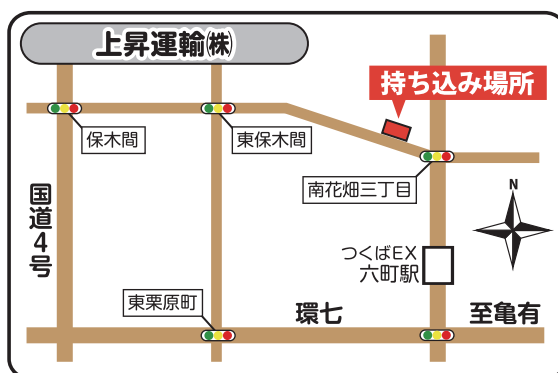 上昇運輸㈱
持ち込み場所
保木間
東保木間
南花畑三丁目
N
国道4号
つくばEX
六町駅
東栗原町
環七
至亀有